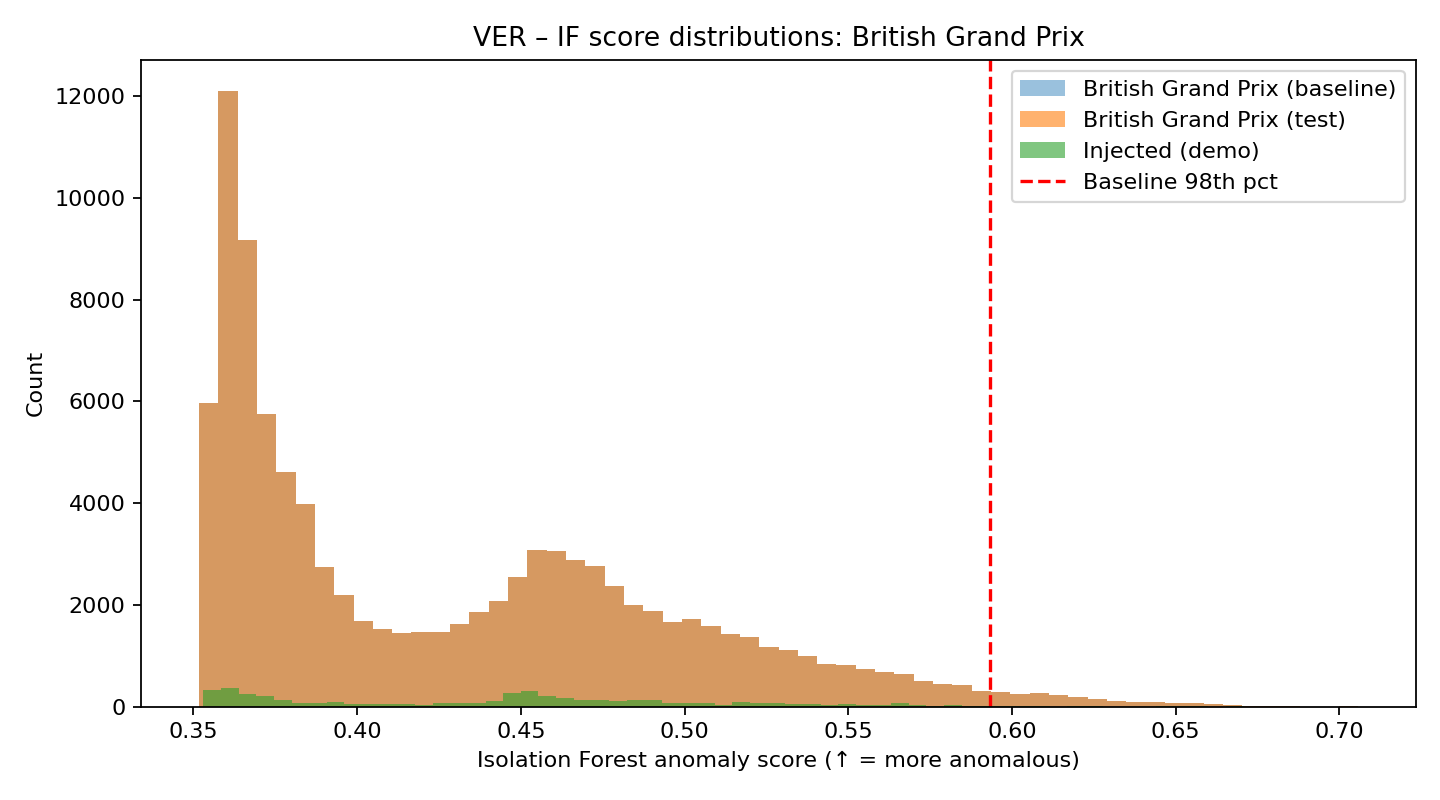 VER – IF score distributions: British Grand Prix
British Grand Prix (baseline)
British Grand Prix (test)
Injected (demo)
Baseline 98th pct
12000
10000
8000
6000
4000
2000
0
Count
0.35 0.40 0.45 0.50 0.55 0.60 0.65 0.70
Isolation Forest anomaly score (↑ = more anomalous)